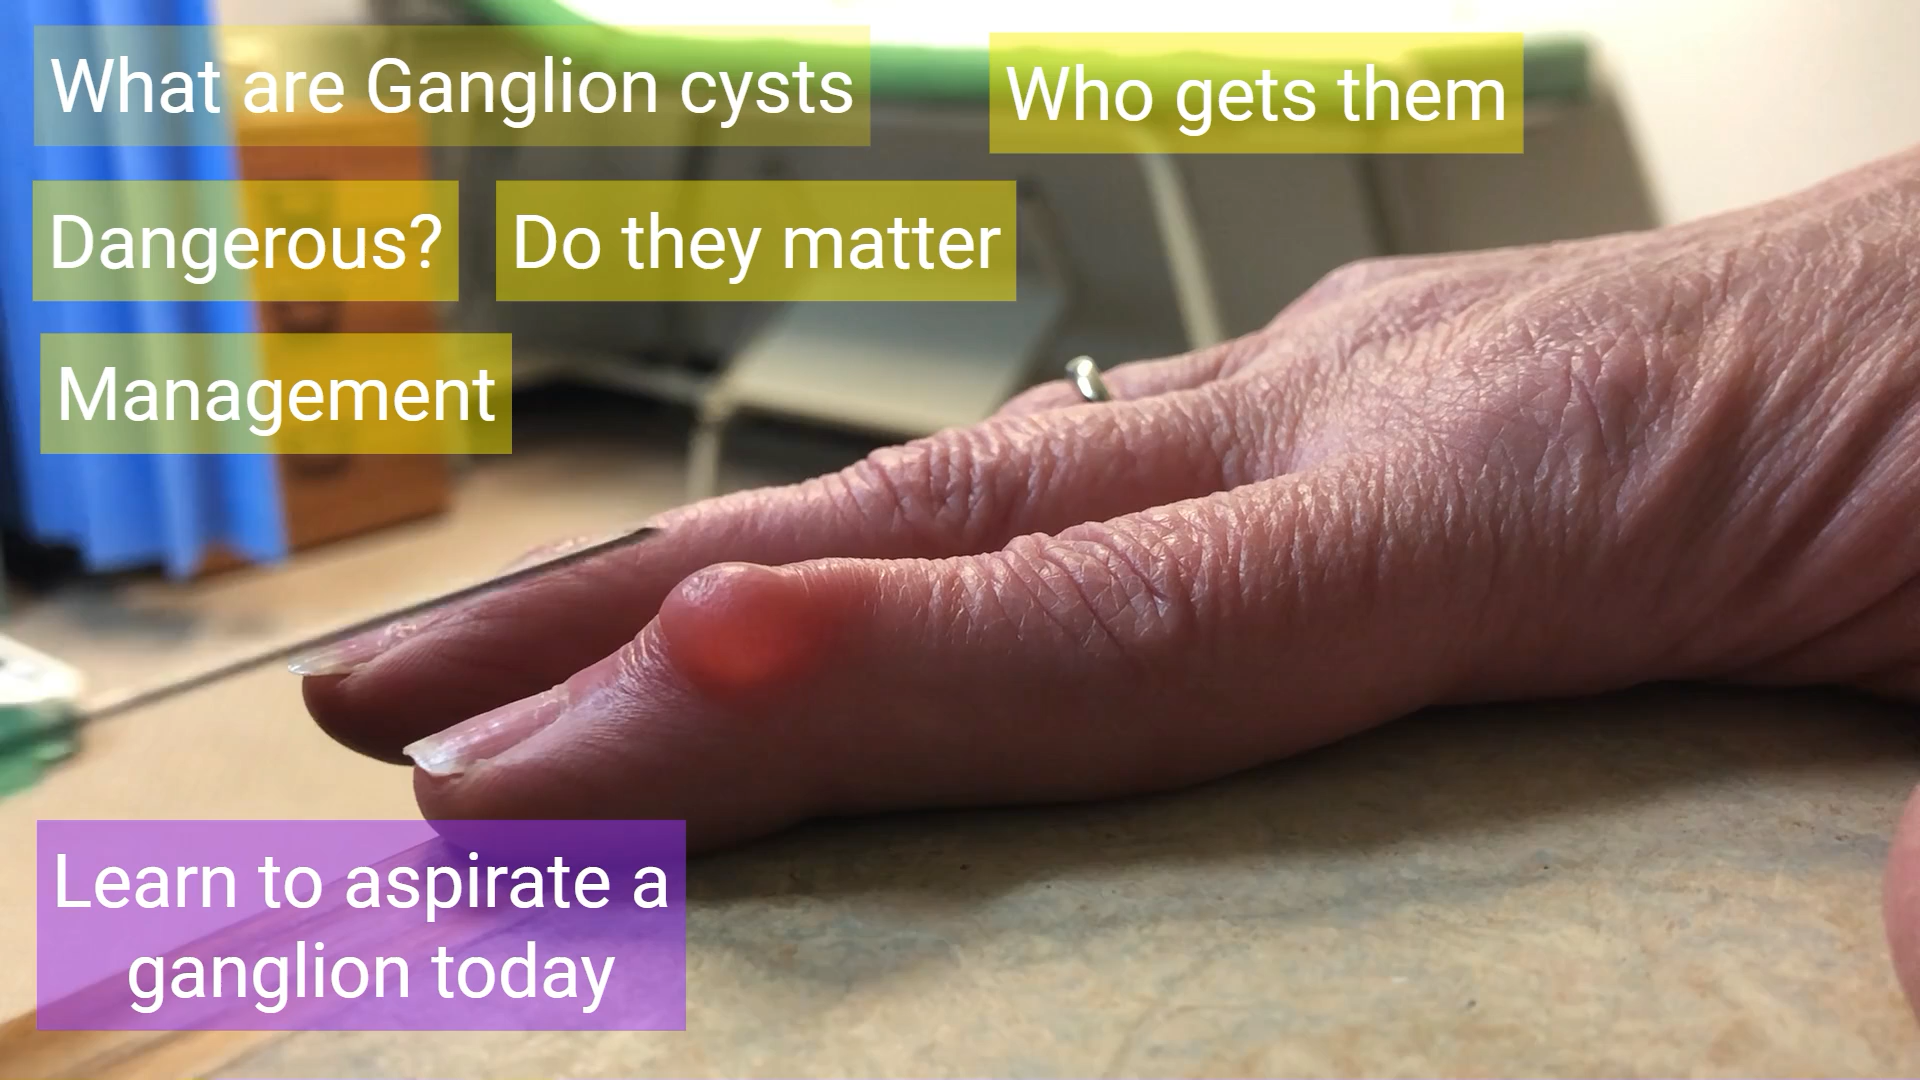 What are Ganglion cysts
Who gets them
Dangerous?
Do they matter
Management
Learn to aspirate a
ganglion today